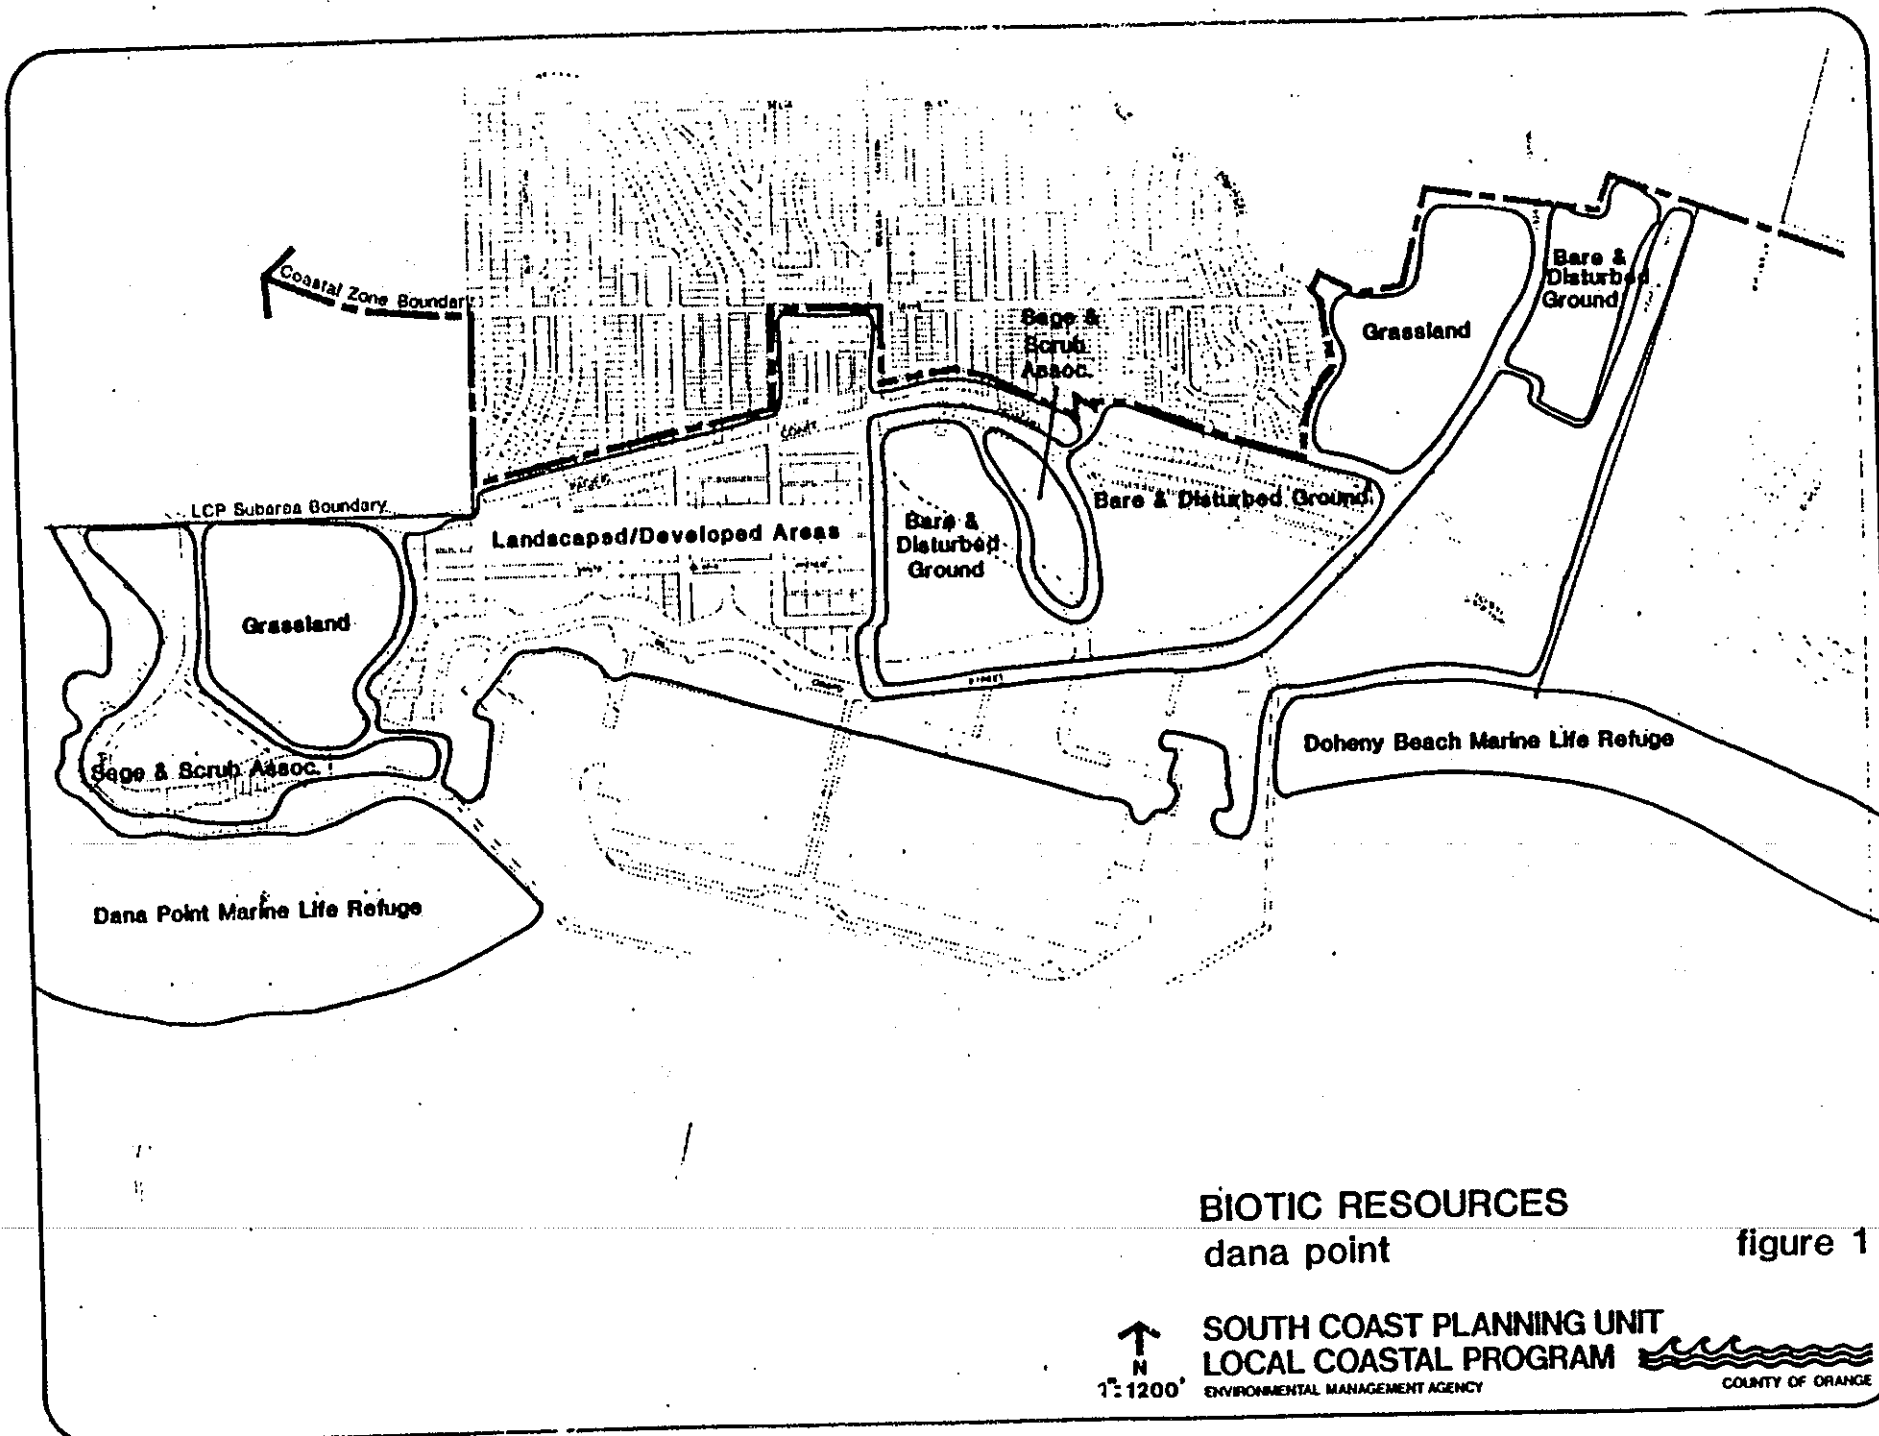 Coastal Zone Boundary
Sage &
Scrub
Assoc.
Grassland
Bare &
Disturbed
Ground
COAST
PACIFIC
LCP Subarea Boundary
Landscaped/Developed Areas
Bare &
Disturbed
Ground
Bare & Disturbed Ground
Grassland
Sage & Scrub Assoc.
Doheny Beach Marine Life Refuge
Dana Point Marine Life Refuge
BIOTIC RESOURCES
dana point
figure 1
N
1"=1200'
SOUTH COAST PLANNING UNIT
LOCAL COASTAL PROGRAM
ENVIRONMENTAL MANAGEMENT AGENCY
COUNTY OF ORANGE